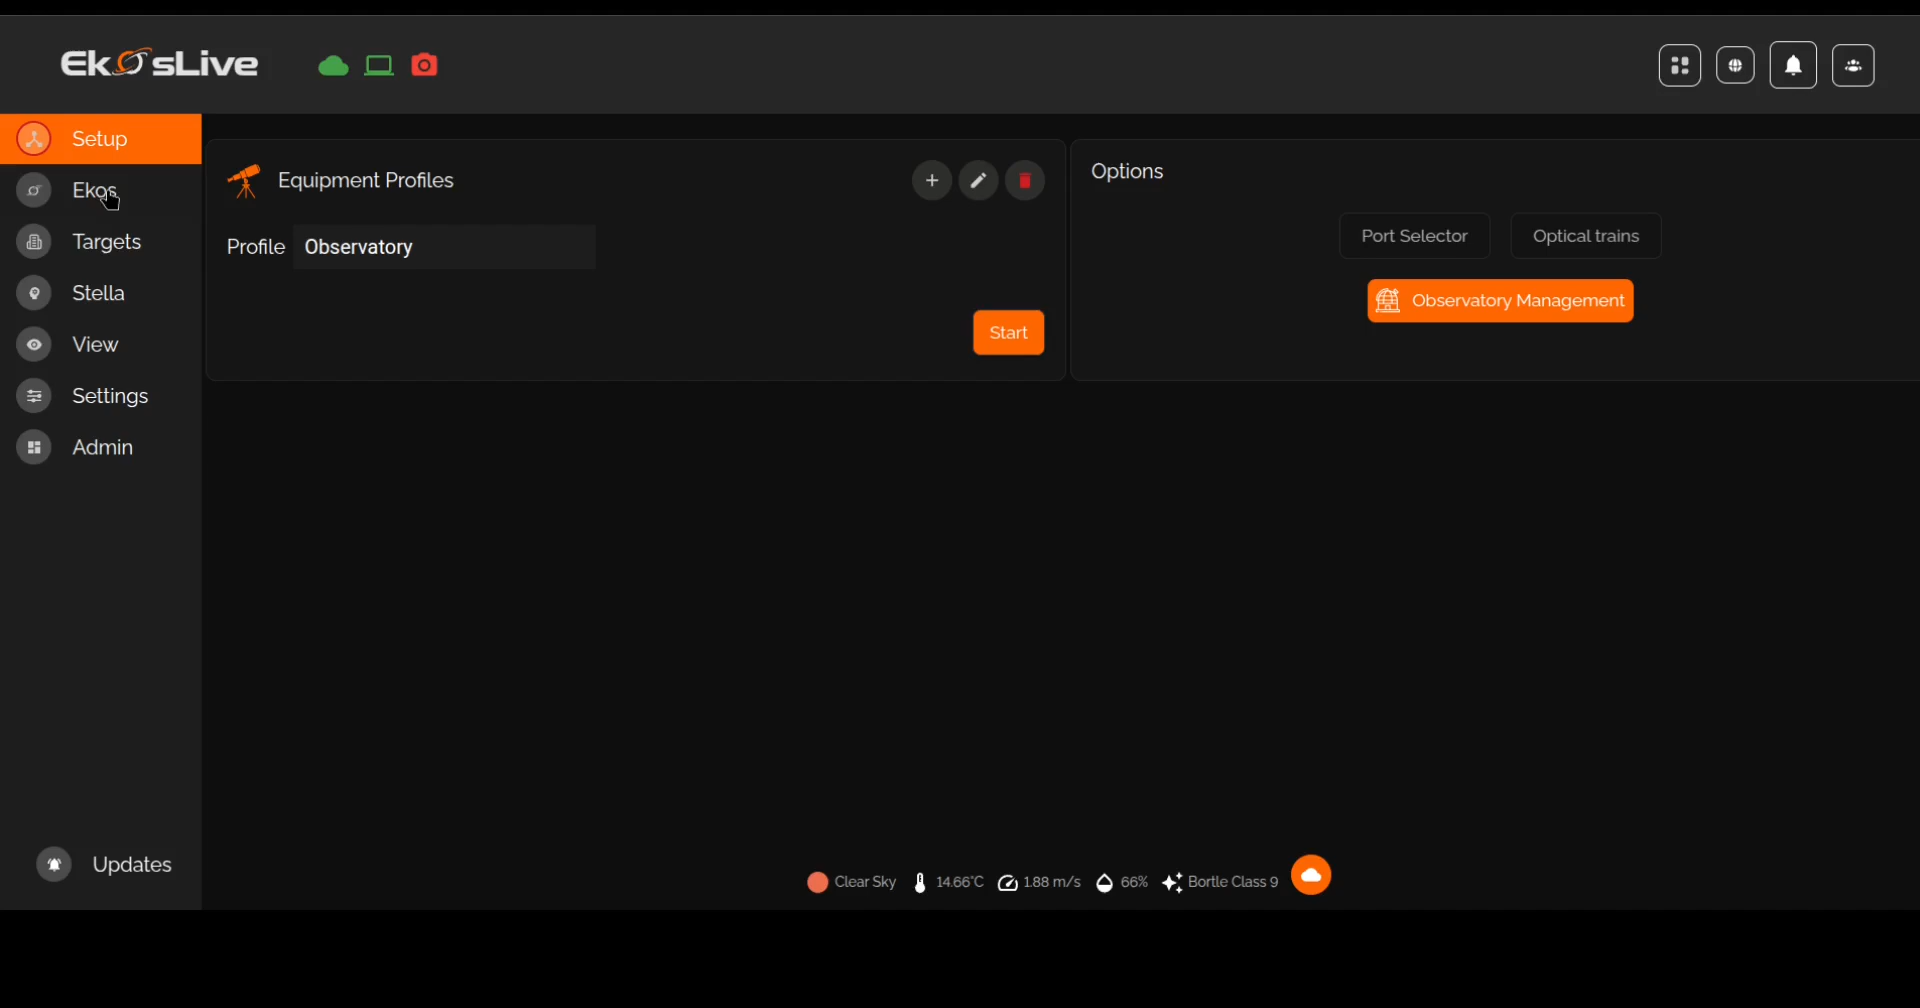 EkosLive
Setup
Ekos
Targets
Stella
View
Settings
Admin
Updates
Equipment Profiles
Profile Observatory
Start
Options
Port Selector Optical trains
Observatory Management
Clear Sky 14.66°C 1.88 m/s 66% Bortle Class 9